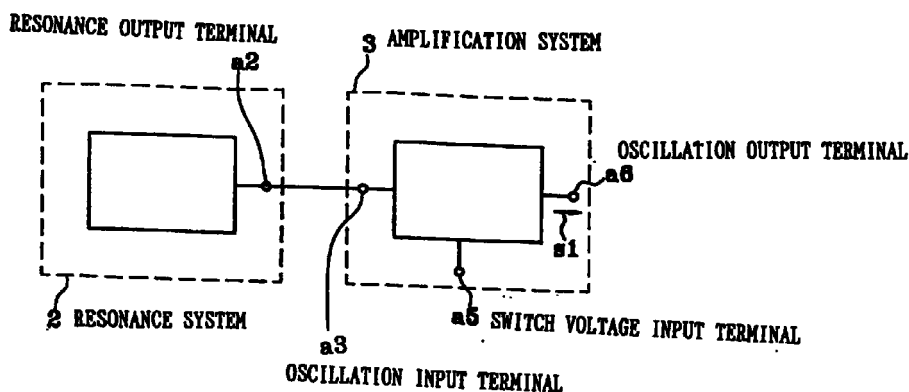 RESONANCE OUTPUT TERMINAL
a2
3 AMPLIFICATION SYSTEM
OSCILLATION OUTPUT TERMINAL
a6
s1
2 RESONANCE SYSTEM
a3
a5 SWITCH VOLTAGE INPUT TERMINAL
OSCILLATION INPUT TERMINAL